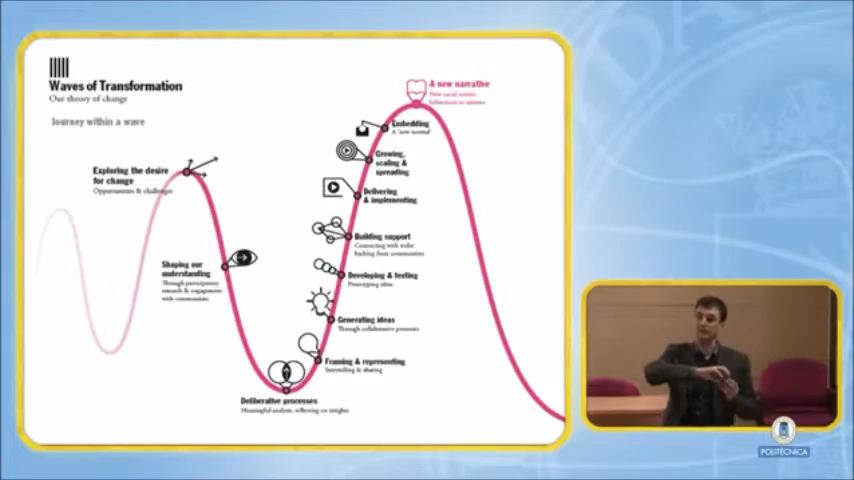 Waves of Transformation
Our theory of change
Journey within a wave
Exploring the desire
for change
Opportunities & challenges
Shaping our
understanding
Through participatory
research & engagement
with communities
Deliberative processes
Meaningful analysis, reflecting on insights
Framing & representing
Storytelling & sharing
Generating ideas
Through collaborative processes
Developing & testing
Prototyping ideas
Building support
Connecting with wider
backing from communities
Delivering
& implementing
Growing,
scaling &
spreading
Embedding
A 'new normal'
A new narrative
New social norms,
behaviours or systems
POLITÉCNICA